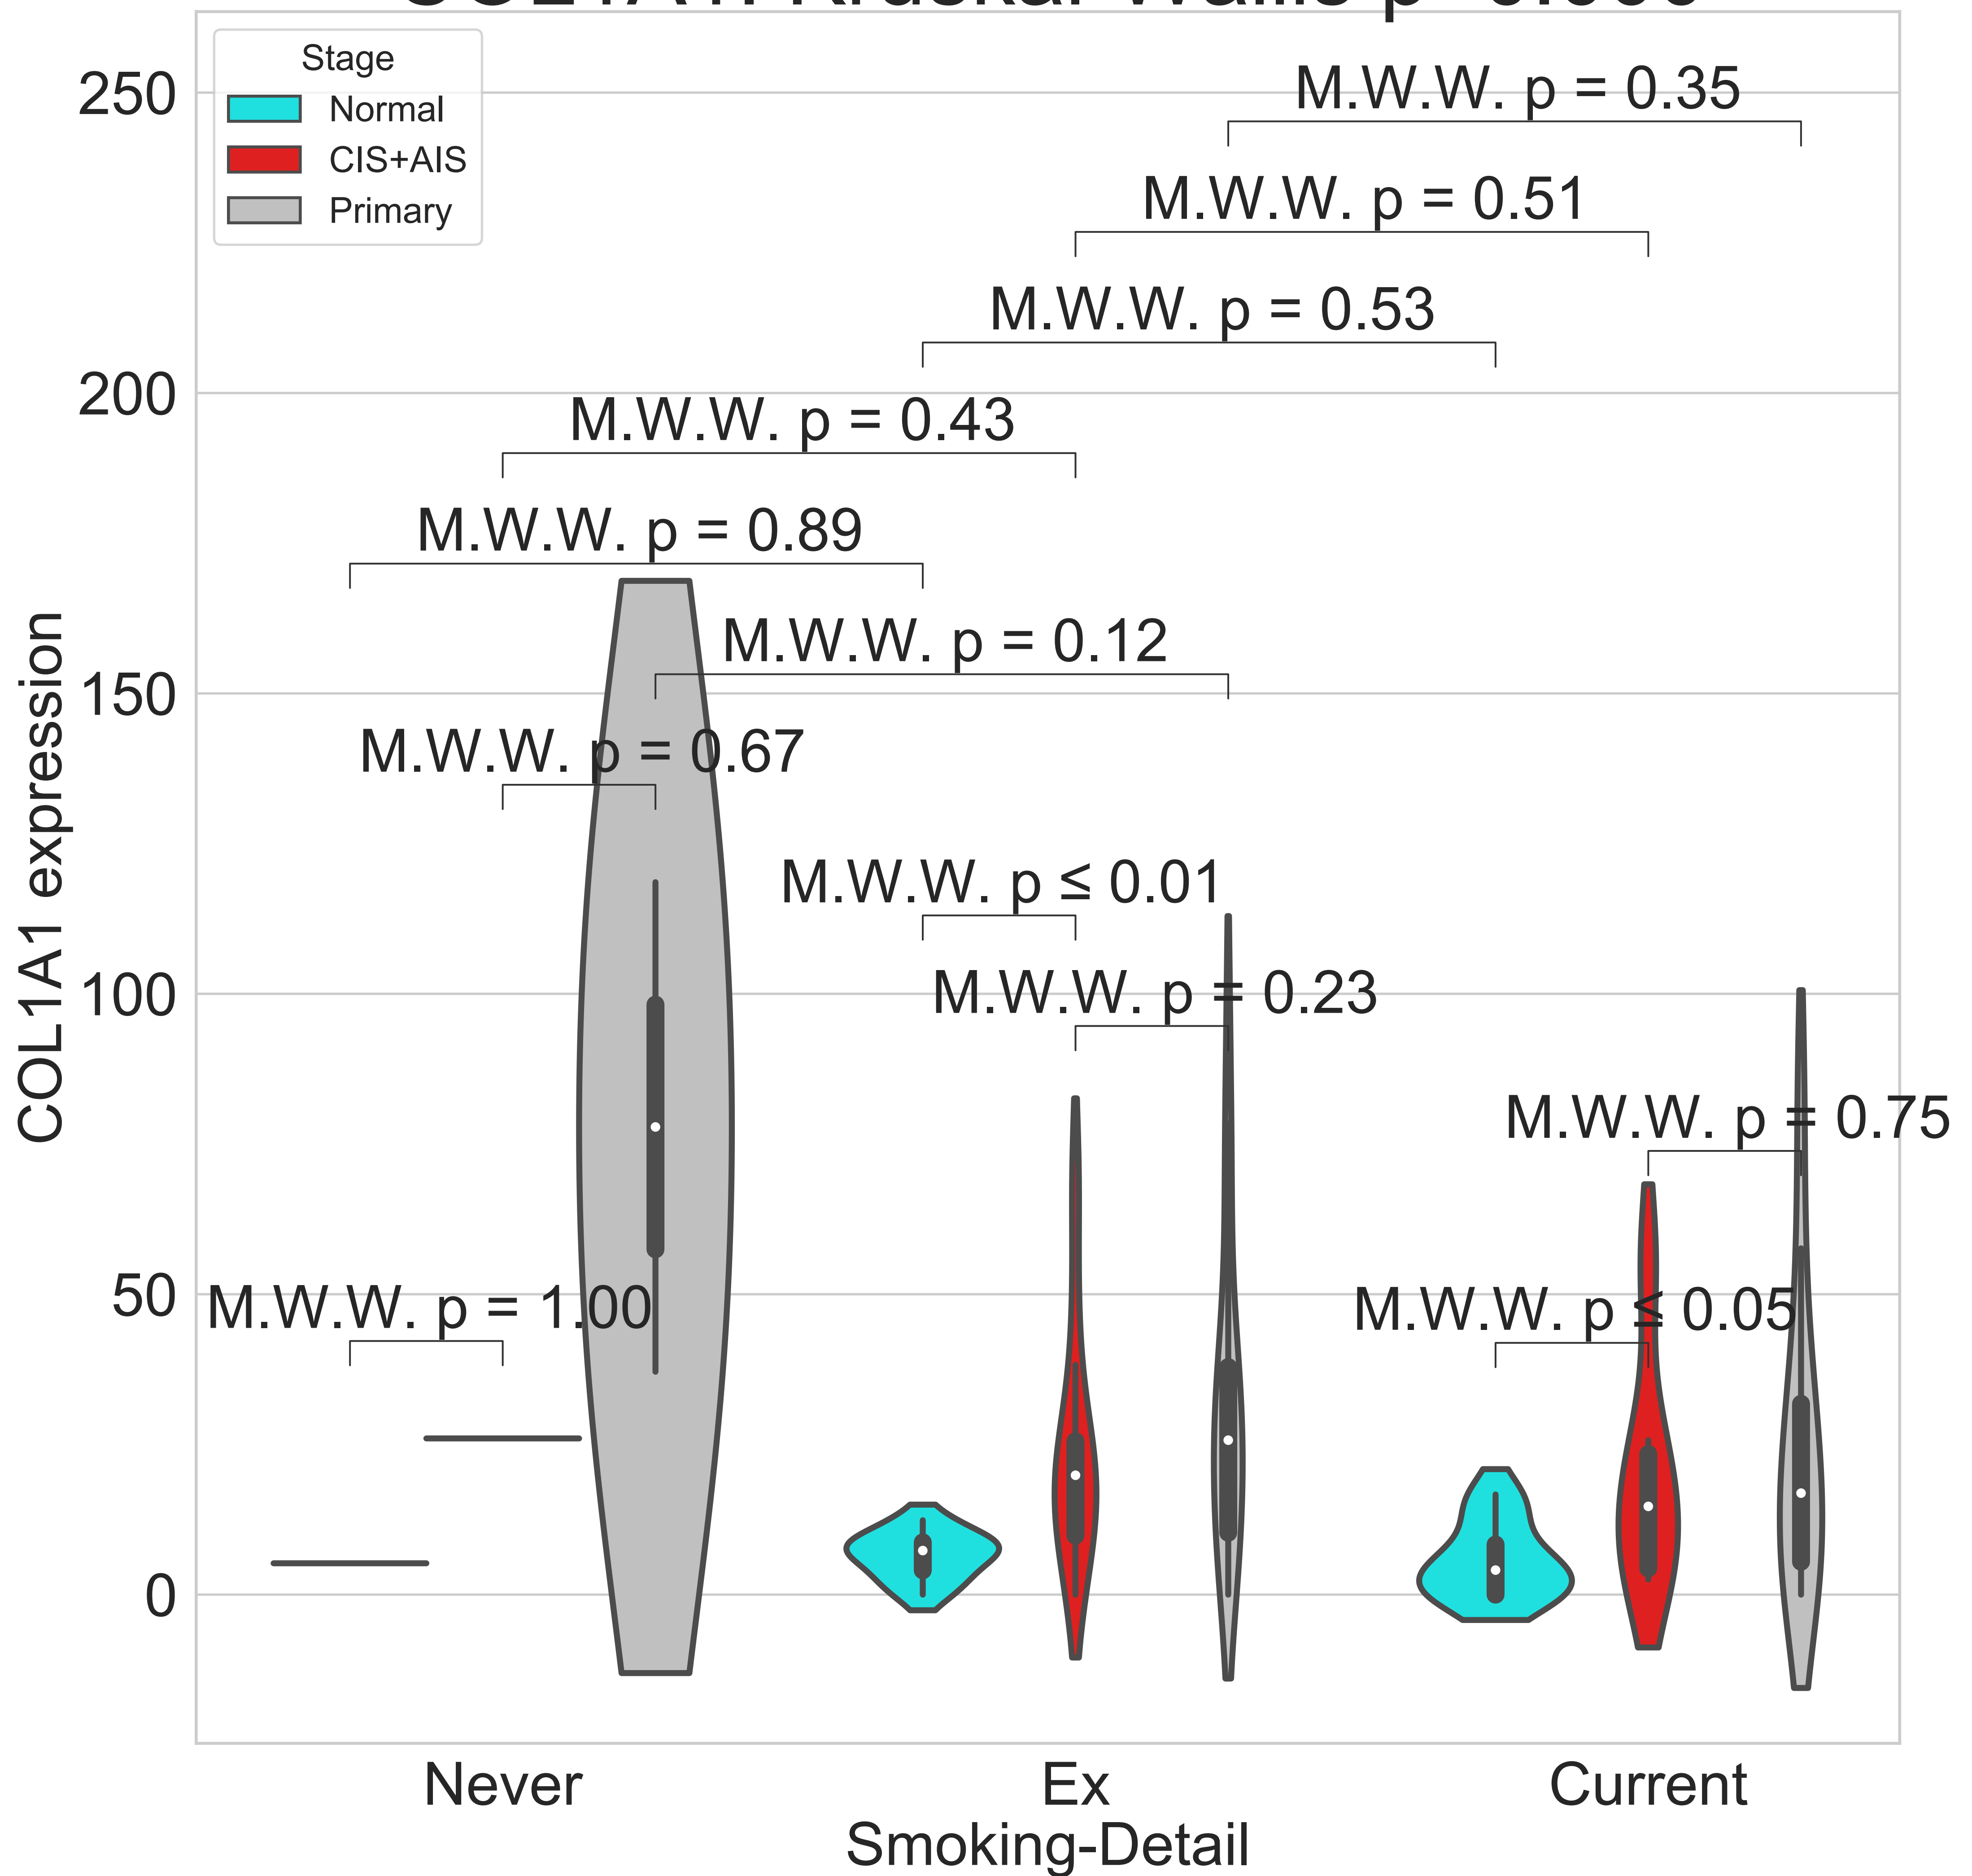 Stage
Normal
CIS+AIS
Primary
250
200
150
100
50
0
COL1A1 expression
M.W.W. p = 0.35
M.W.W. p = 0.51
M.W.W. p = 0.53
M.W.W. p = 0.43
M.W.W. p = 0.89
M.W.W. p = 0.12
M.W.W. p = 0.67
M.W.W. p ≤ 0.01
M.W.W. p = 0.23
M.W.W. p = 0.75
M.W.W. p = 1.00
M.W.W. p ≤ 0.05
Never
Ex
Current
Smoking-Detail